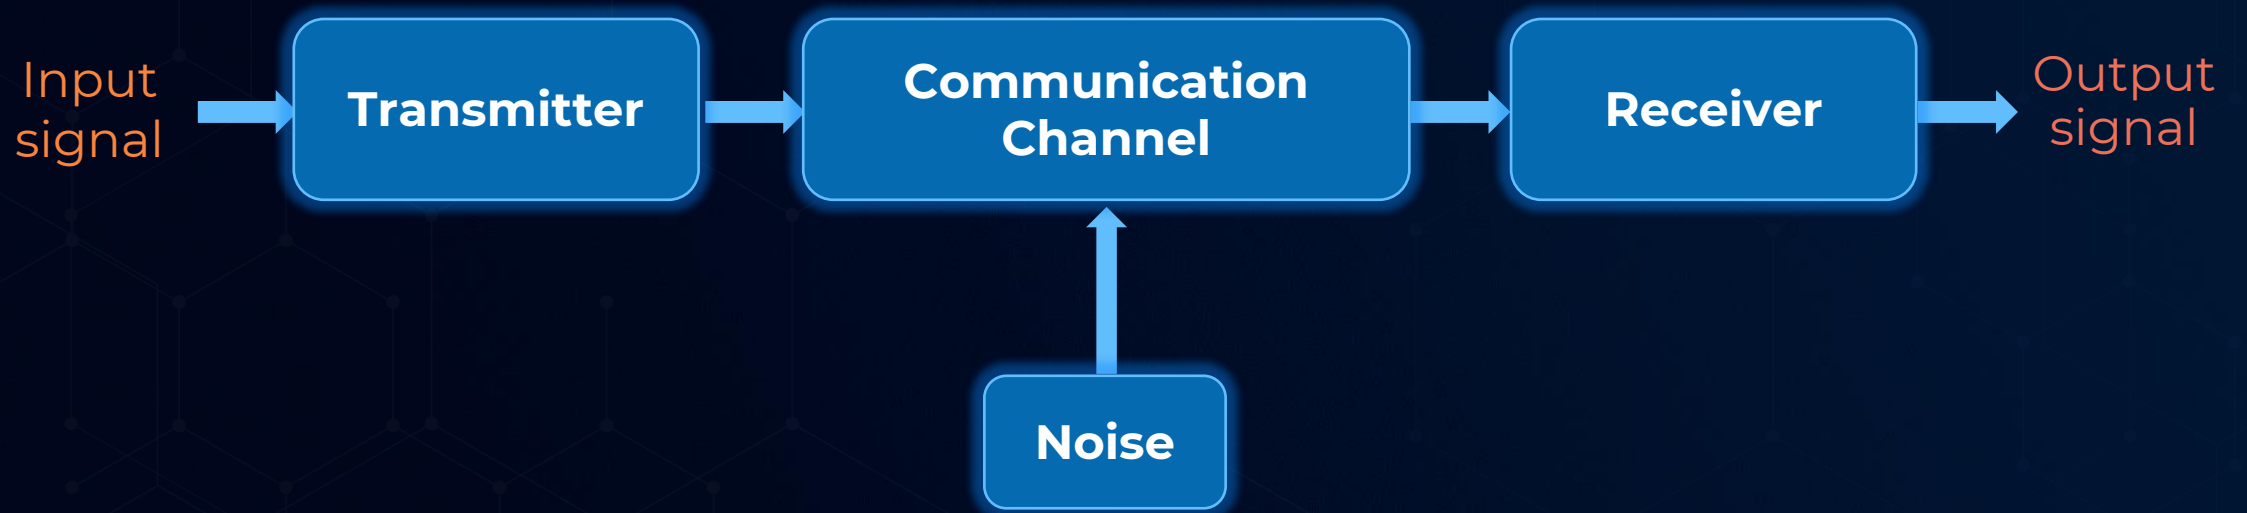 Input
signal
Transmitter
Communication
Channel
Receiver
Output
signal
Noise